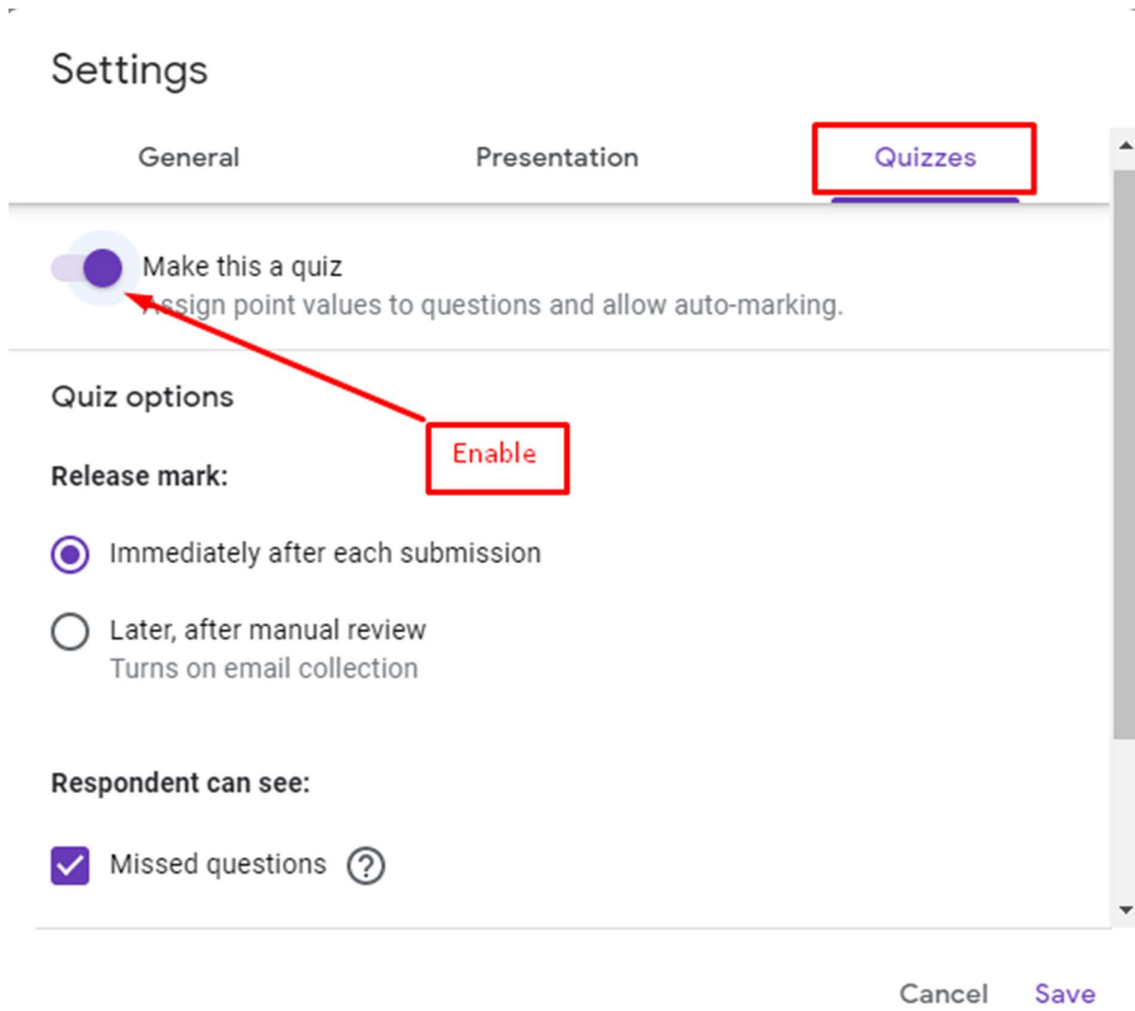 Settings
General Presentation Quizzes
Make this a quiz
Assign point values to questions and allow auto-marking.
Quiz options
Enable
Release mark:
Immediately after each submission
Later, after manual review
Turns on email collection
Respondent can see:
Missed questions ?
Cancel Save